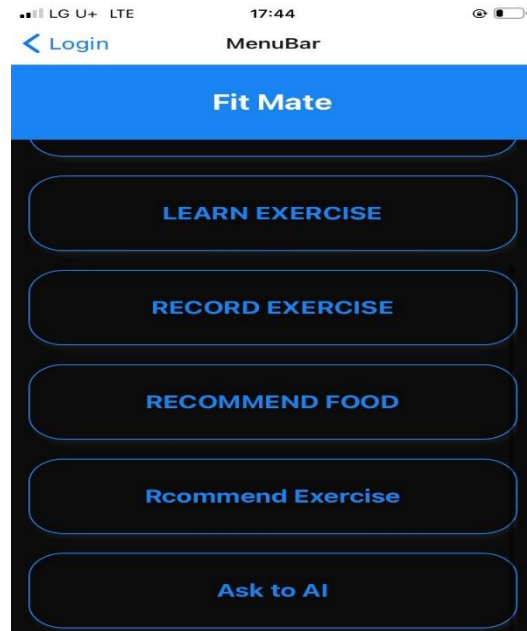 LG U+ LTE 17:44
Login MenuBar
Fit Mate
LEARN EXERCISE
RECORD EXERCISE
RECOMMEND FOOD
Rcommend Exercise
Ask to AI